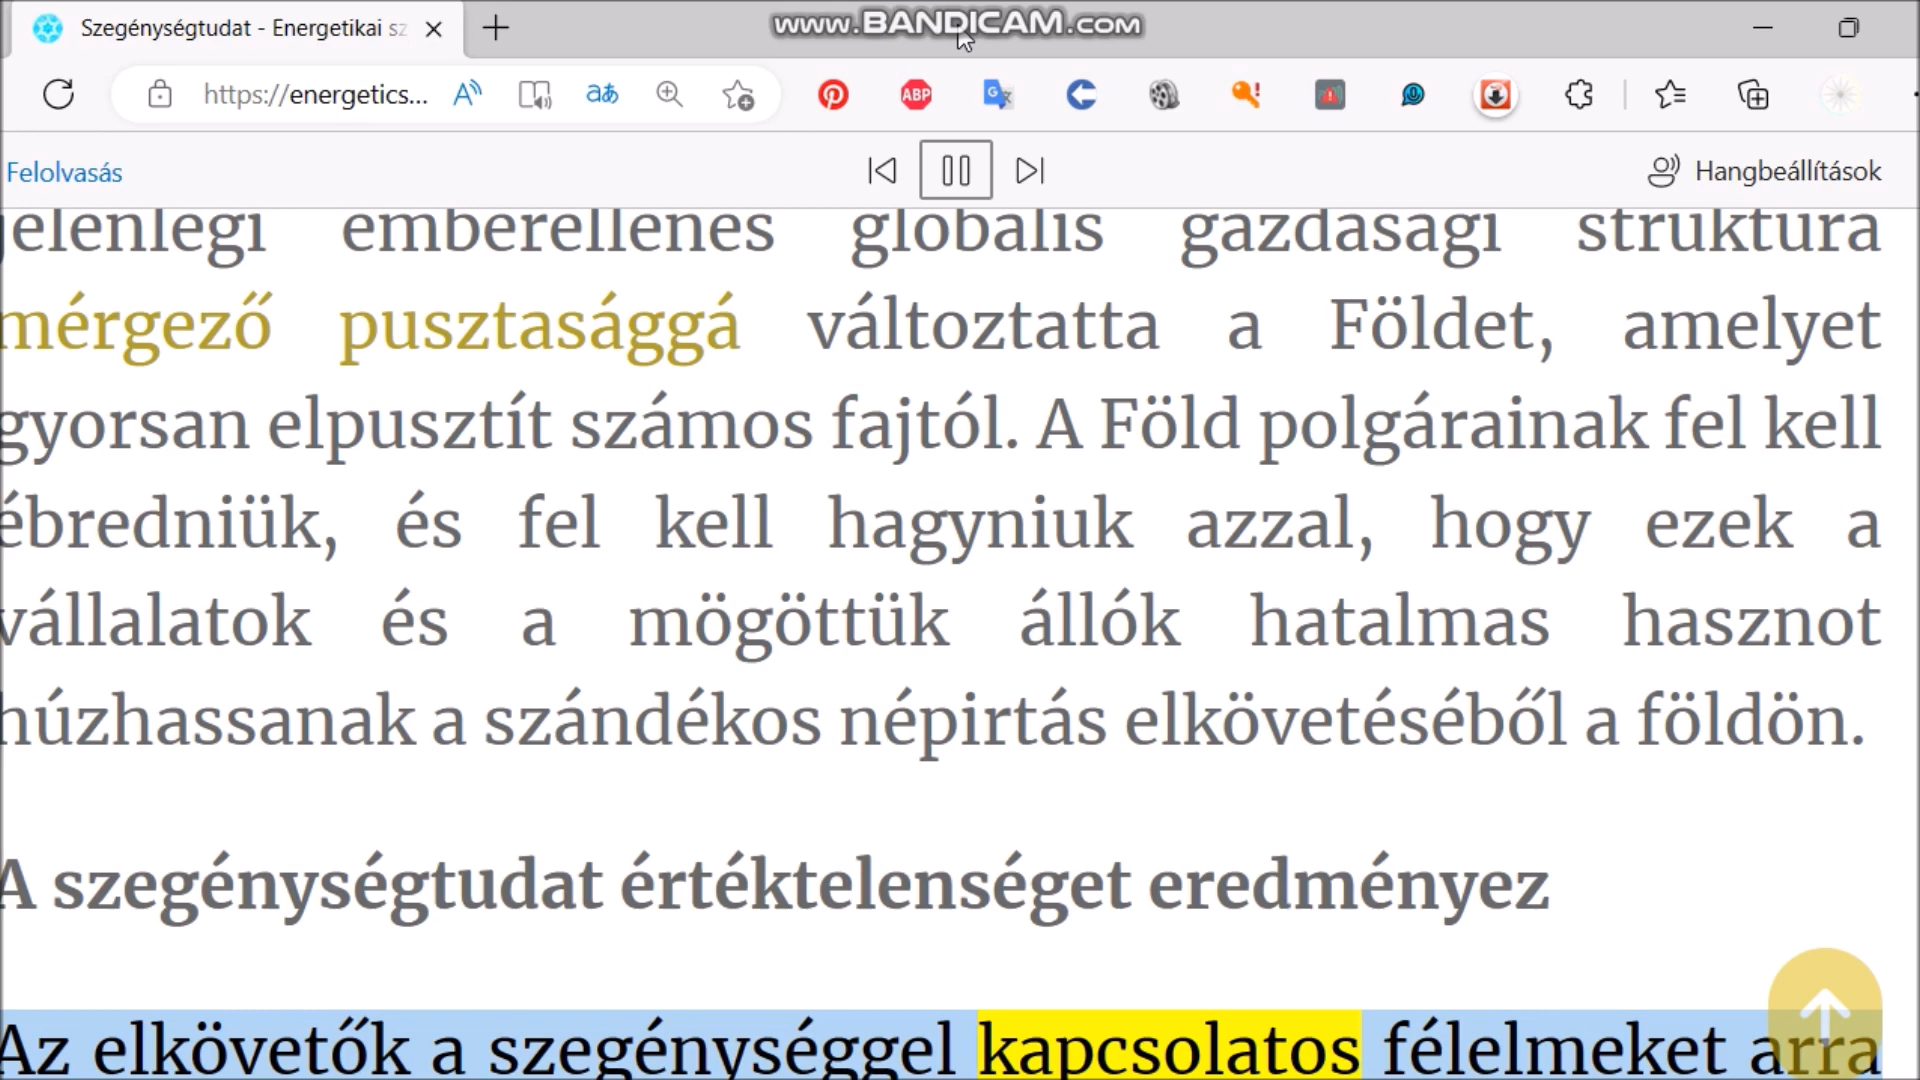 Szegénységtudat - Energetikai sz
www.BANDICAM.com
https://energetics...
ABP
Felolvasás
Hangbeállítások
jelenlegi emberellenes globális gazdasági struktúra
mérgező pusztasággá változtatta a Földet, amelyet
gyorsan elpusztít számos fajtól. A Föld polgárainak fel kell
ébredniük, és fel kell hagyniuk azzal, hogy ezek a
vállalatok és a mögöttük állók hatalmas hasznot
húzhassanak a szándékos népirtás elkövetéséből a földön.
A szegénységtudat értéktelenséget eredményez
Az elkövetők a szegénységgel kapcsolatos félelmeket arra